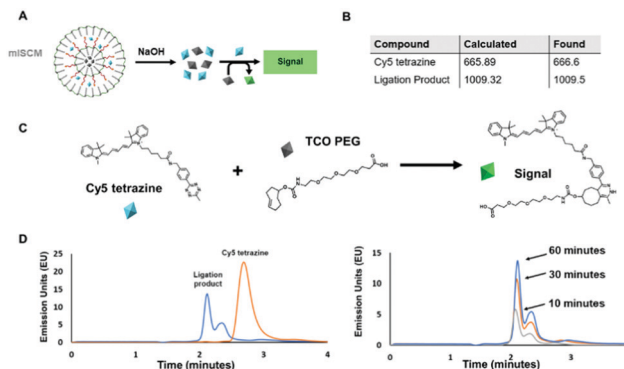 A
mISCM
NaOH
Signal
B
Compound Calculated Found
Cy5 tetrazine 665.89 666.6
Ligation Product 1009.32 1009.5
C
Cy5 tetrazine
+
TCO PEG
Signal
D
Emission Units (EU)
25
20
15
10
5
0
Ligation
product
Cy5 tetrazine
0 1 2 3 4
Time (minutes)
Emission Units (EU)
15
10
5
0
60 minutes
30 minutes
10 minutes
0 1 2 3
Time (minutes)